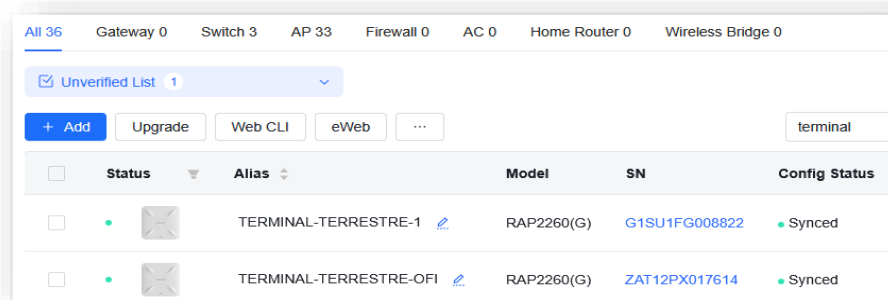 All 36 Gateway 0 Switch 3 AP 33 Firewall 0 AC 0 Home Router 0 Wireless Bridge 0
Unverified List 1
+ Add Upgrade Web CLI eWeb ... terminal
Status Alias Model SN Config Status
TERMINAL-TERRESTRE-1 RAP2260(G) G1SU1FG008822 Synced
TERMINAL-TERRESTRE-OFI RAP2260(G) ZAT12PX017614 Synced